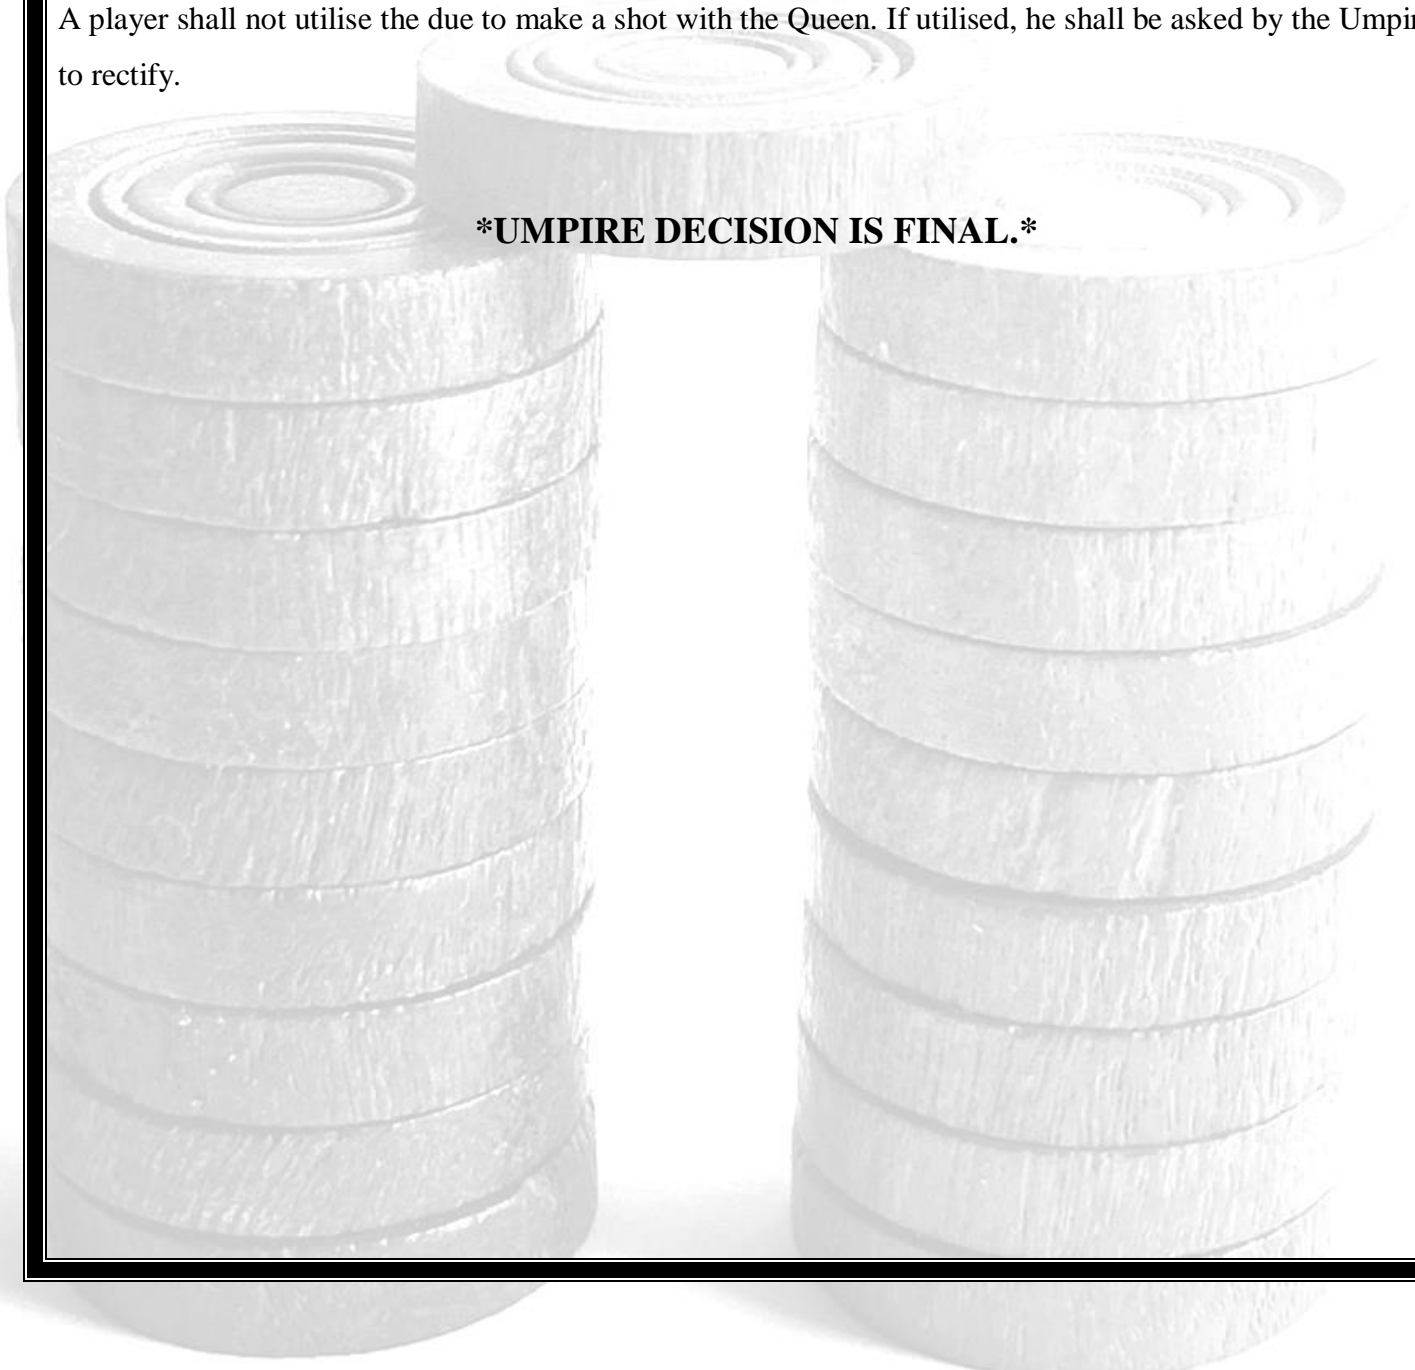 A player shall not utilise the due to make a shot with the Queen. If utilised, he shall be asked by the Umpir
to rectify.
*UMPIRE DECISION IS FINAL.*